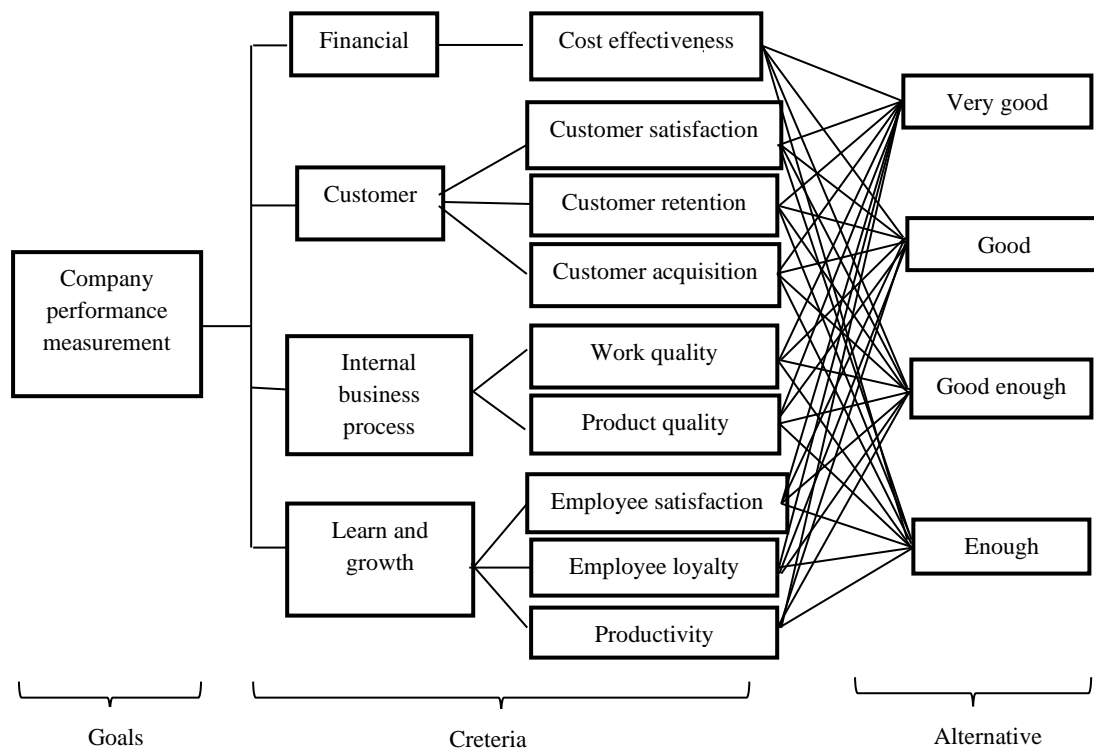 Financial
Cost effectiveness
Very good
Customer satisfaction
Customer
Customer retention
Good
Customer acquisition
Company
performance
measurement
Internal
business
process
Work quality
Good enough
Product quality
Employee satisfaction
Learn and
growth
Enough
Employee loyalty
Productivity
Goals
Creteria
Alternative